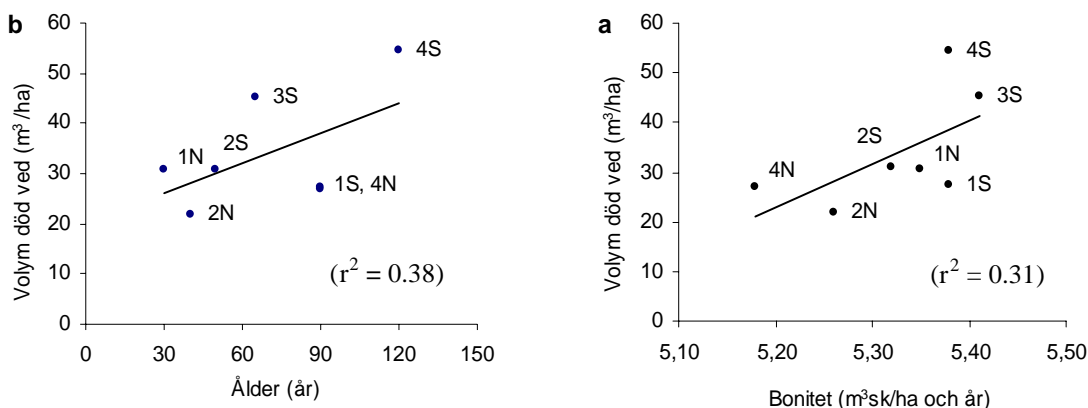 b
Volym död ved (m³/ha)
60
50
40
30
20
10
0
4S
3S
1N
2S
1S, 4N
2N
(r² = 0.38)
0
30
60
90
120
150
Ålder (år)
a
Volym död ved (m³/ha)
60
50
40
30
20
10
0
4S
3S
2S
4N
1N
1S
2N
(r² = 0.31)
5,10
5,20
5,30
5,40
5,50
Bonitet (m³sk/ha och år)